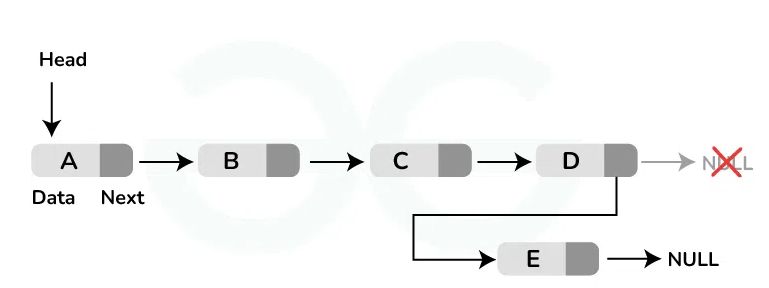 Head
A B C D NULL
Data Next
E NULL